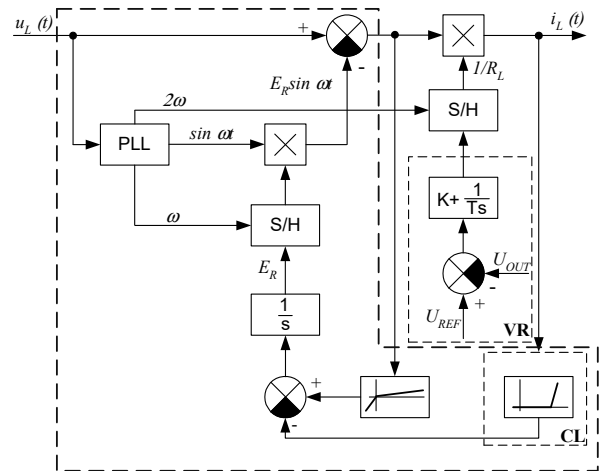 u_L (t)
+
-
i_L (t)
1/R_L
E_R sin ωt
2ω
S/H
PLL
sin ωt
K+ 1/Ts
ω
S/H
U_OUT
-
E_R
+
U_REF
VR
1/s
+
-
CL